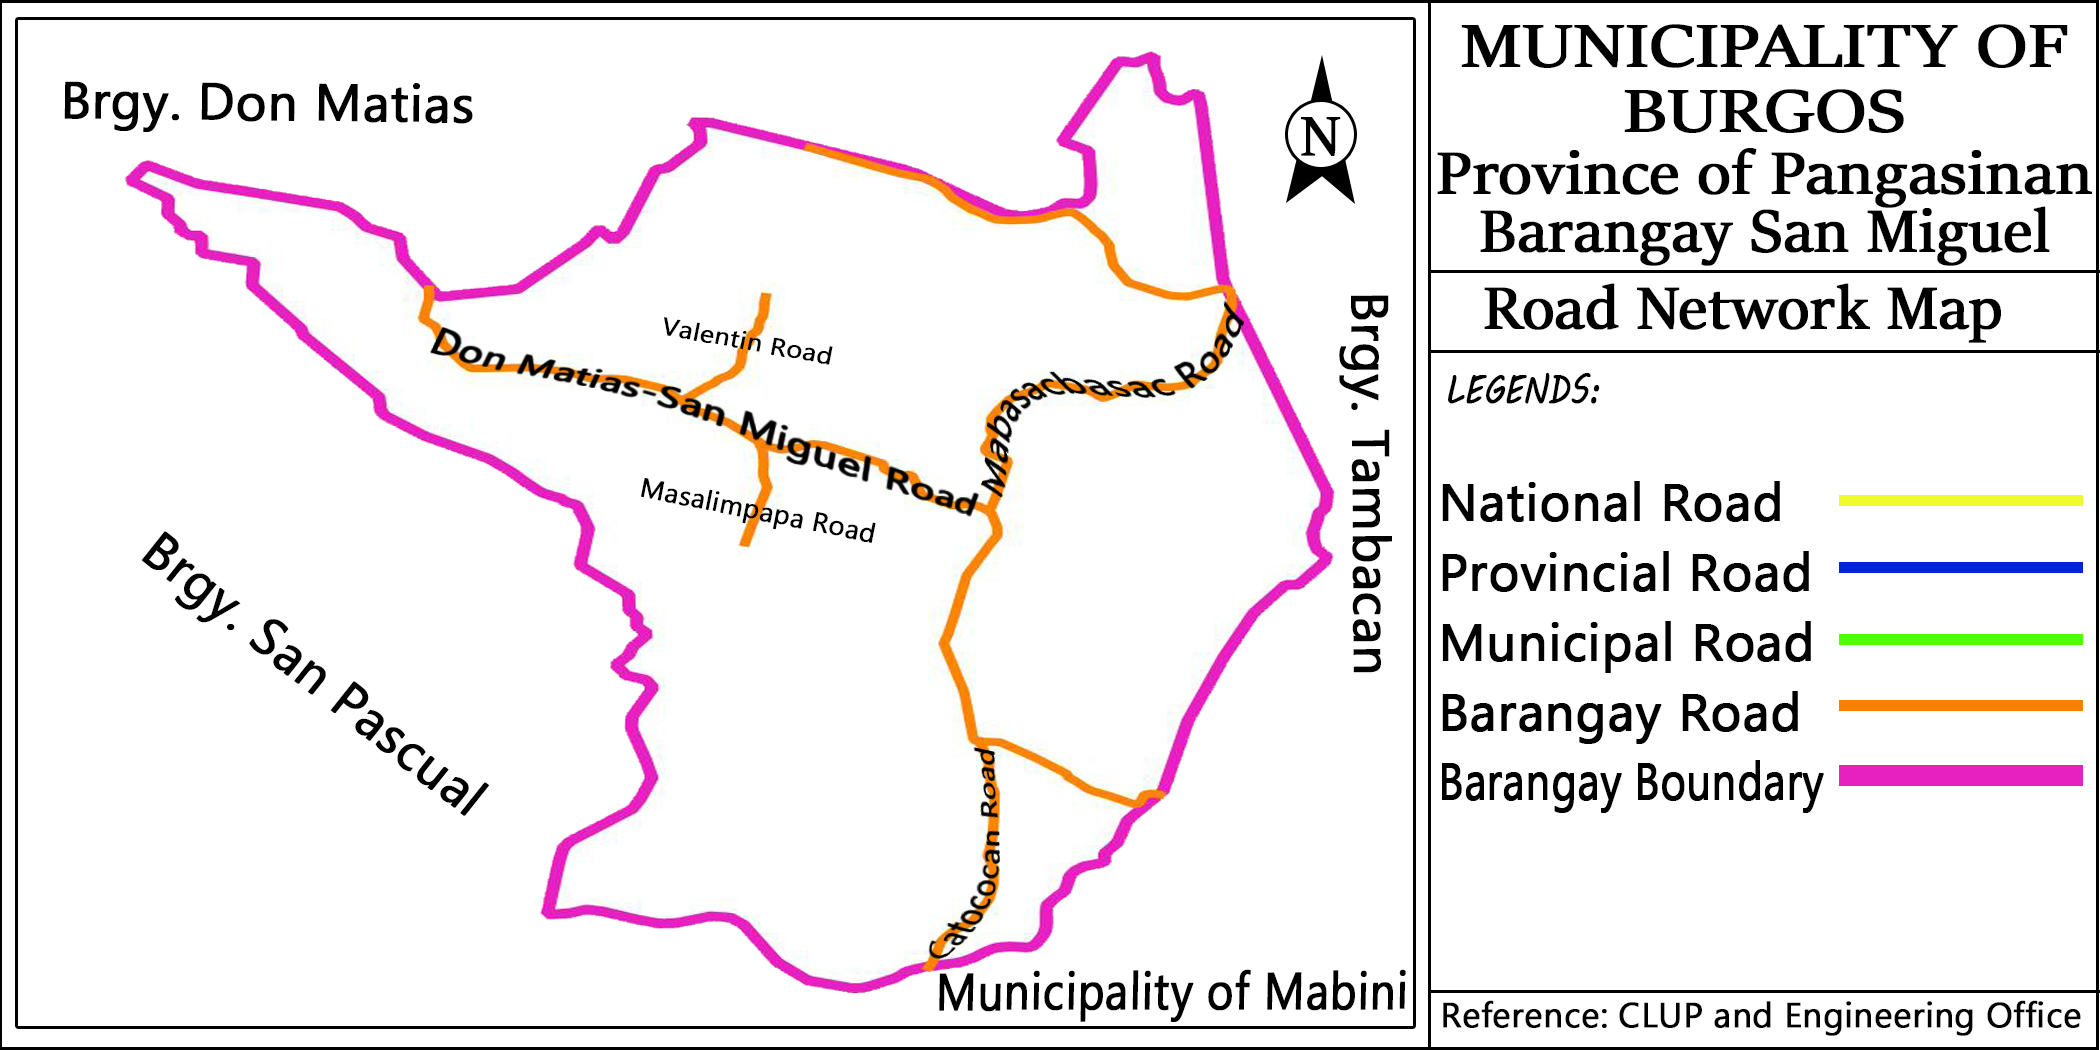 MUNICIPALITY OF
BURGOS
Province of Pangasinan
Barangay San Miguel
Road Network Map
LEGENDS:
National Road
Provincial Road
Municipal Road
Barangay Road
Barangay Boundary
Reference: CLUP and Engineering Office
Brgy. Don Matias
N
Valentin Road
Don Matias-San Miguel Road
Mabasacbasac Road
Masalimpapa Road
Brgy. Tambacan
Brgy. San Pascual
Catococan Road
Municipality of Mabini